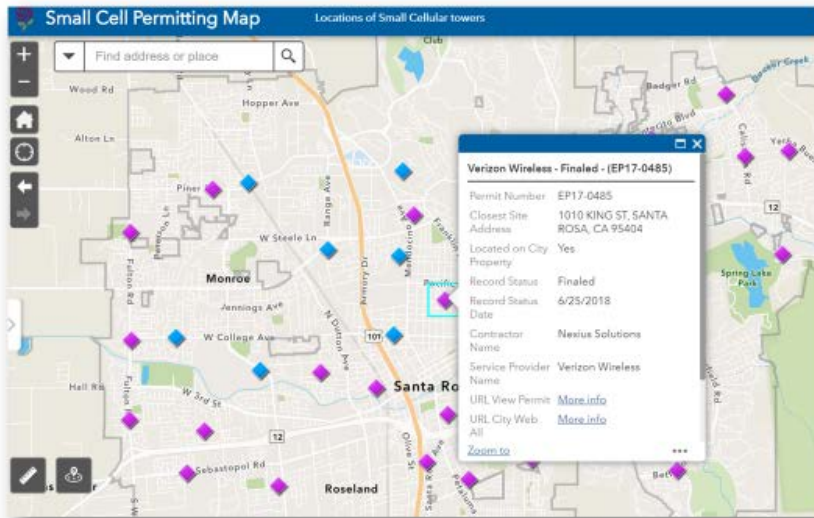 Small Cell Permitting Map
Locations of Small Cellular towers
Find address or place
Club
Wood Rd
Hopper Ave
Badger Rd
Alton Ln
Piner
Range Ave
Peterson Ln
W Steele Ln
Armory Dr
Fulton Rd
Monroe
Jennings Ave
N Dutton Ave
W College Ave
101
Hall Rd
W 3rd St
Santa Ro
12
Olive St
Sebastopol Rd
Roseland
Petaluma
12
Spring Lake
Park
Verizon Wireless - Finaled - (EP17-0485)
Permit Number EP17-0485
Closest Site 1010 KING ST, SANTA
Address ROSA, CA 95404
Located on City Yes
Property
Record Status Finaled
Record Status 6/25/2018
Date
Contractor Nexius Solutions
Name
Service Provider Verizon Wireless
Name
URL View Permit More info
URL City Web More info
All
Zoom to